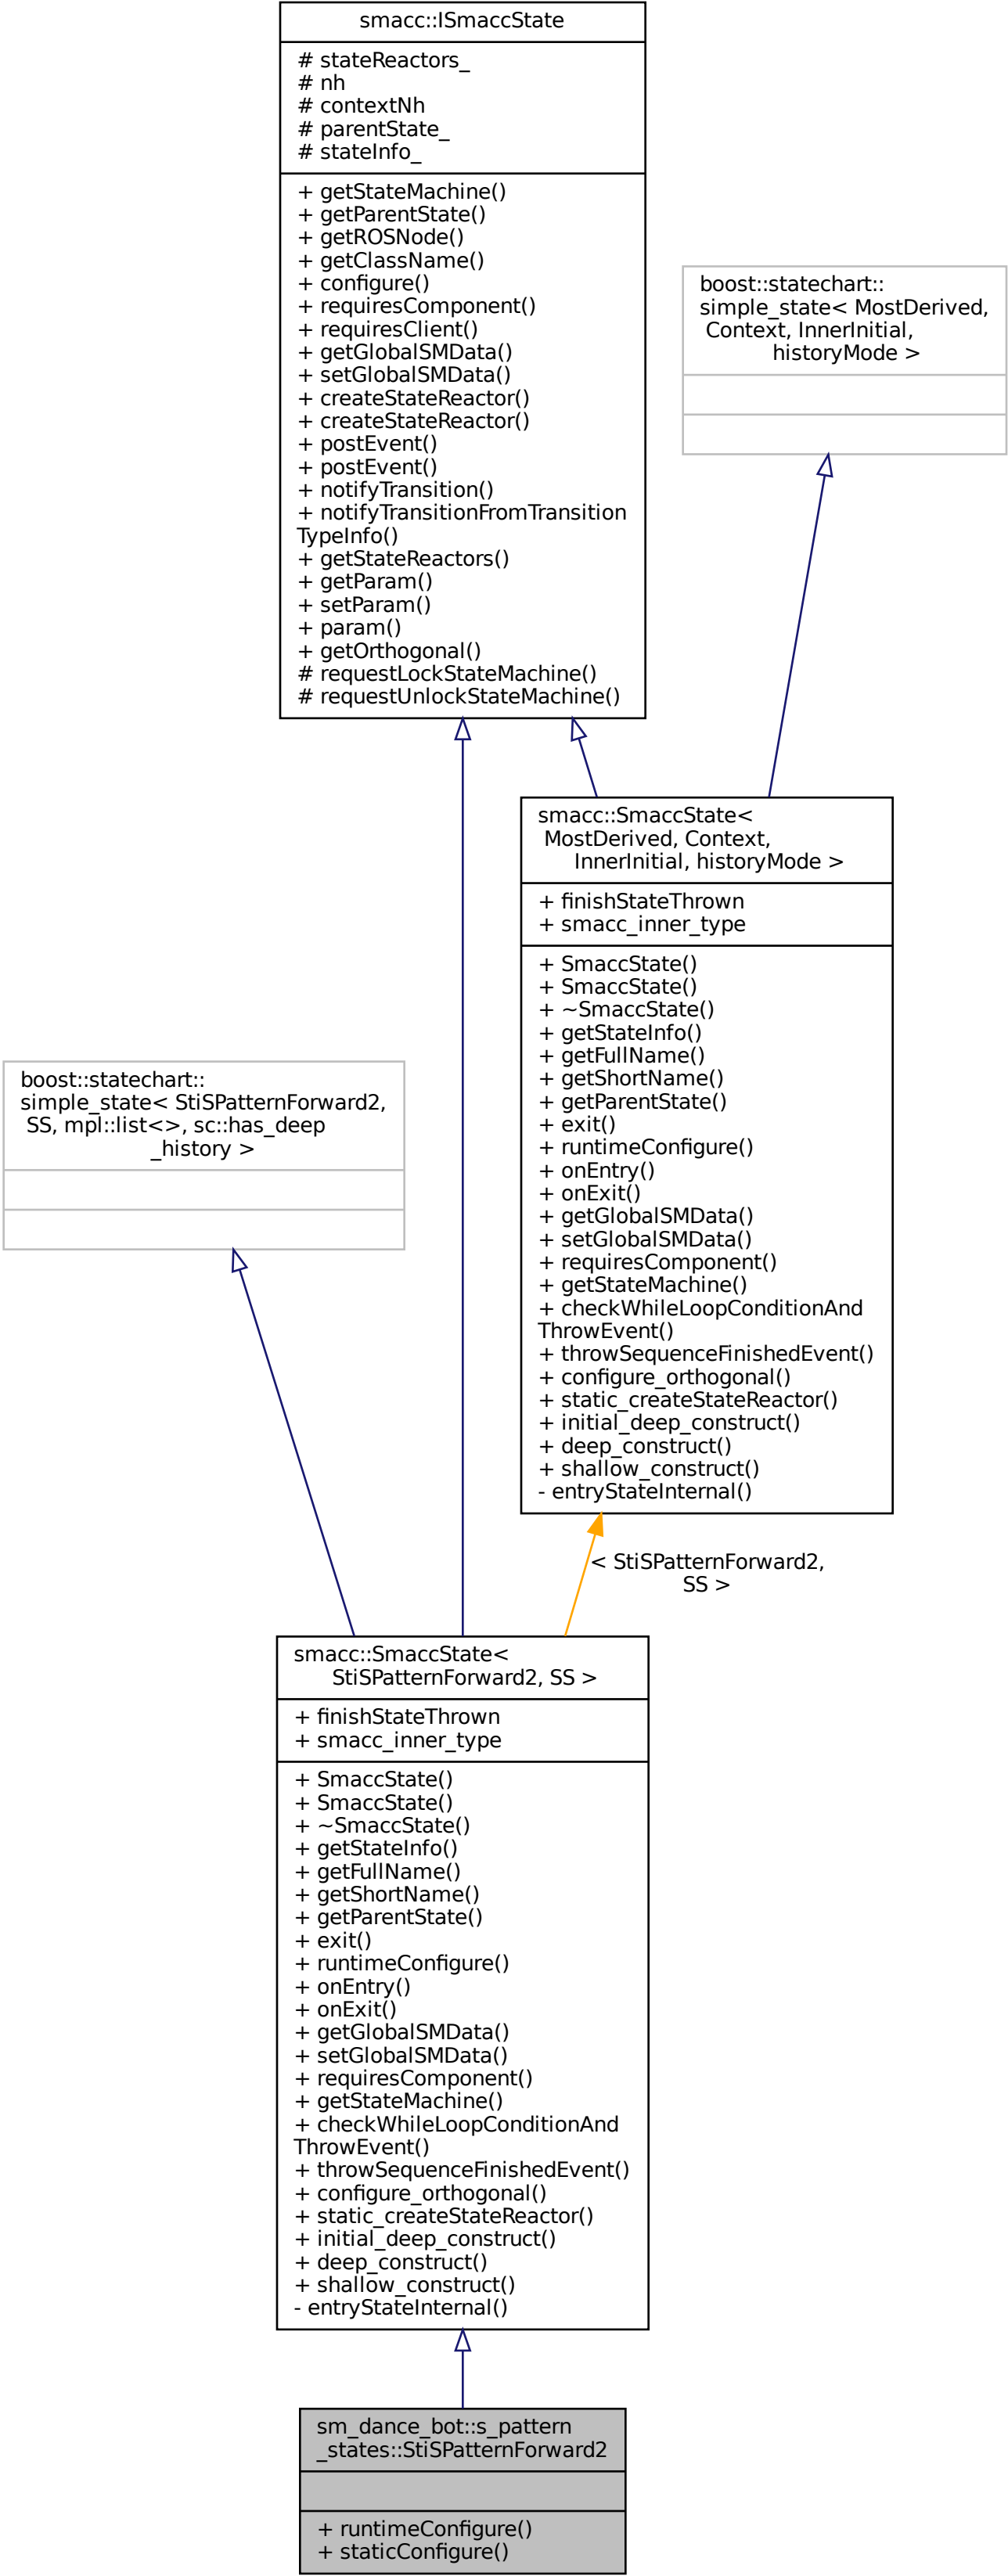 smacc::ISmaccState
# stateReactors_
# nh
# contextNh
# parentState_
# stateInfo_
+ getStateMachine()
+ getParentState()
+ getROSNode()
+ getClassName()
+ configure()
+ requiresComponent()
+ requiresClient()
+ getGlobalSMData()
+ setGlobalSMData()
+ createStateReactor()
+ createStateReactor()
+ postEvent()
+ postEvent()
+ notifyTransition()
+ notifyTransitionFromTransition
TypeInfo()
+ getStateReactors()
+ getParam()
+ setParam()
+ param()
+ getOrthogonal()
# requestLockStateMachine()
# requestUnlockStateMachine()
boost::statechart::
simple_state< MostDerived,
Context, InnerInitial,
historyMode >
smacc::SmaccState<
MostDerived, Context,
InnerInitial, historyMode >
+ finishStateThrown
+ smacc_inner_type
+ SmaccState()
+ SmaccState()
+ ~SmaccState()
+ getStateInfo()
+ getFullName()
+ getShortName()
+ getParentState()
+ exit()
+ runtimeConfigure()
+ onEntry()
+ onExit()
+ getGlobalSMData()
+ setGlobalSMData()
+ requiresComponent()
+ getStateMachine()
+ checkWhileLoopConditionAnd
ThrowEvent()
+ throwSequenceFinishedEvent()
+ configure_orthogonal()
+ static_createStateReactor()
+ initial_deep_construct()
+ deep_construct()
+ shallow_construct()
- entryStateInternal()
boost::statechart::
simple_state< StiSPatternForward2,
SS, mpl::list<>, sc::has_deep
_history >
< StiSPatternForward2,
SS >
smacc::SmaccState<
StiSPatternForward2, SS >
+ finishStateThrown
+ smacc_inner_type
+ SmaccState()
+ SmaccState()
+ ~SmaccState()
+ getStateInfo()
+ getFullName()
+ getShortName()
+ getParentState()
+ exit()
+ runtimeConfigure()
+ onEntry()
+ onExit()
+ getGlobalSMData()
+ setGlobalSMData()
+ requiresComponent()
+ getStateMachine()
+ checkWhileLoopConditionAnd
ThrowEvent()
+ throwSequenceFinishedEvent()
+ configure_orthogonal()
+ static_createStateReactor()
+ initial_deep_construct()
+ deep_construct()
+ shallow_construct()
- entryStateInternal()
sm_dance_bot::s_pattern
_states::StiSPatternForward2
+ runtimeConfigure()
+ staticConfigure()